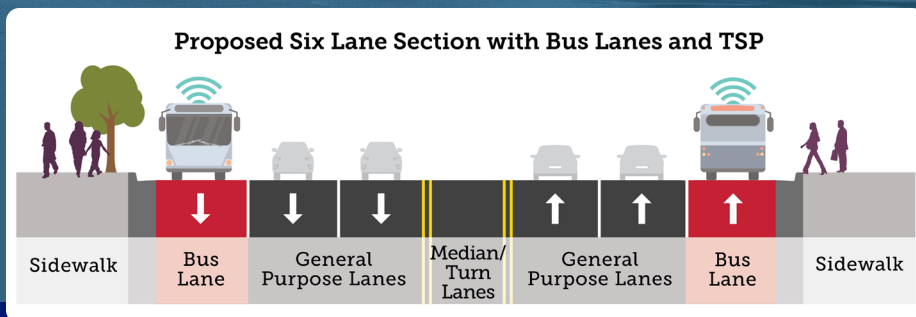 Proposed Six Lane Section with Bus Lanes and TSP
Sidewalk
Bus
Lane
General
Purpose Lanes
Median/
Turn
Lanes
General
Purpose Lanes
Bus
Lane
Sidewalk